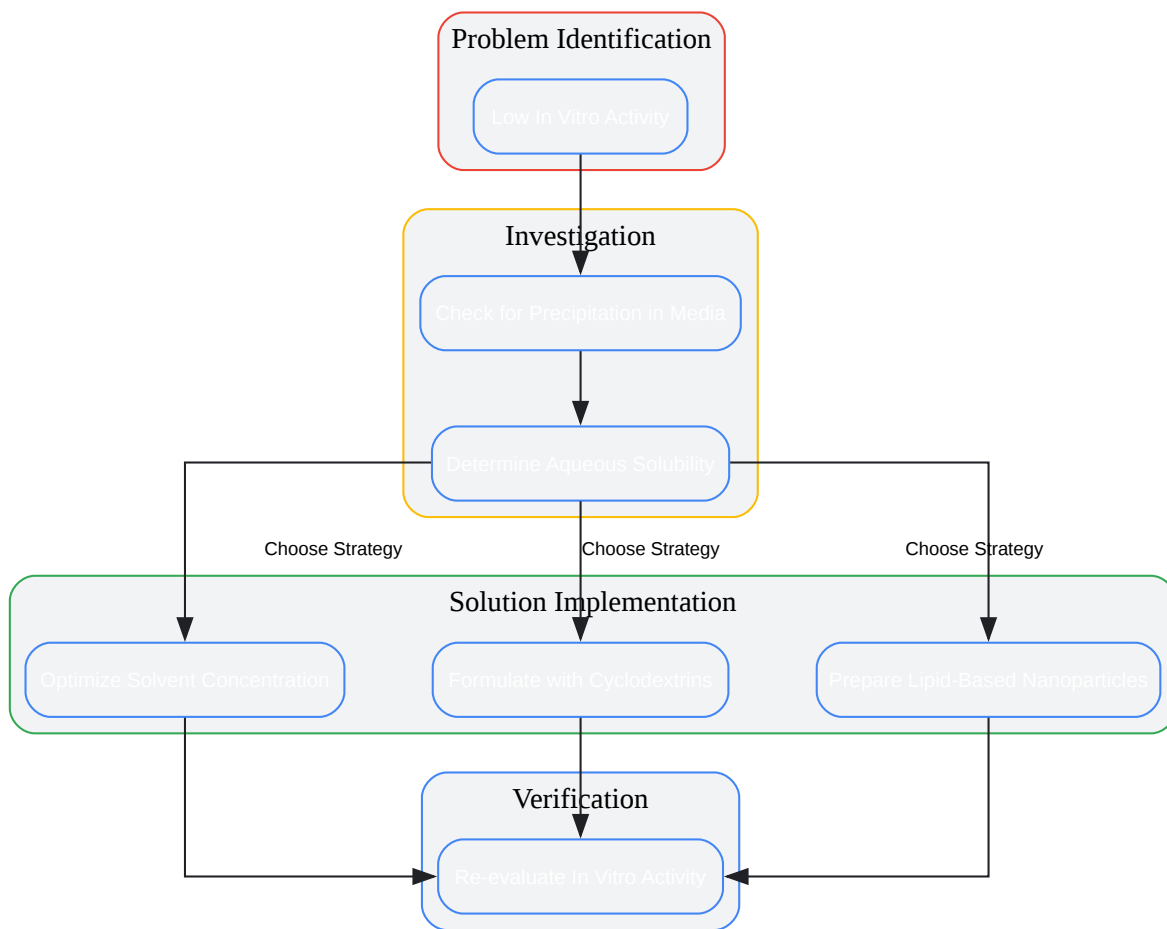 Problem Identification
Low In Vitro Activity
Investigation
Check for Precipitation in Media
Determine Aqueous Solubility
Choose Strategy
Choose Strategy
Choose Strategy
Solution Implementation
Optimize Solvent Concentration
Formulate with Cyclodextrins
Prepare Lipid-Based Nanoparticles
Verification
Re-evaluate In Vitro Activity